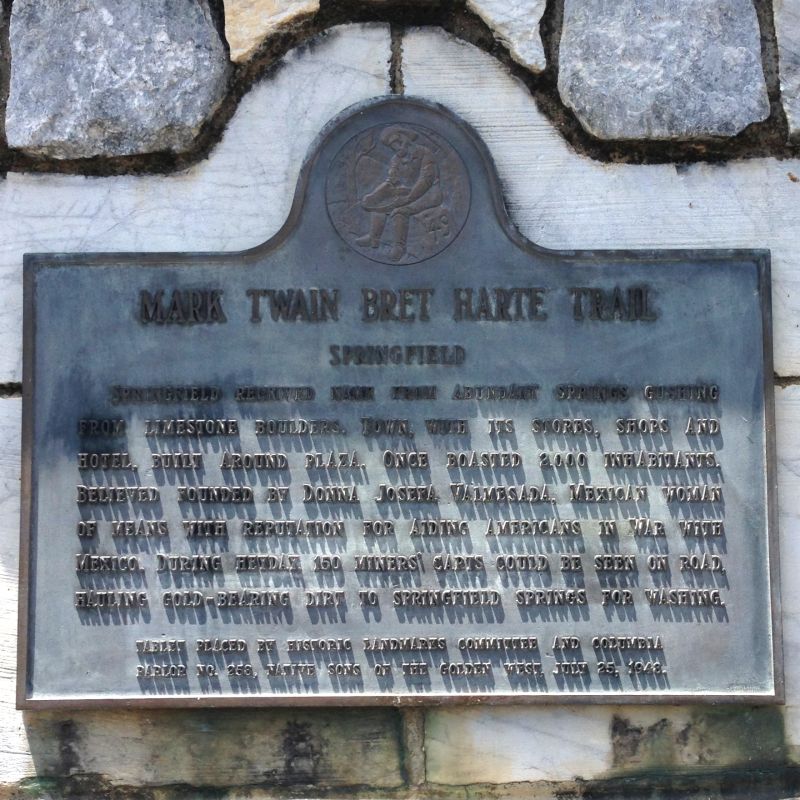 '49
MARK TWAIN BRET HARTE TRAIL
SPRINGFIELD
SPRINGFIELD RECEIVED NAME FROM ABUNDANT SPRINGS GUSHING
FROM LIMESTONE BOULDERS. TOWN, WITH ITS STORES, SHOPS AND
HOTEL, BUILT AROUND PLAZA. ONCE BOASTED 2,000 INHABITANTS.
BELIEVED FOUNDED BY DONNA JOSEFA VALMESADA, MEXICAN WOMAN
OF MEANS WITH REPUTATION FOR AIDING AMERICANS IN WAR WITH
MEXICO. DURING HEYDAY, 150 MINERS' CARTS COULD BE SEEN ON ROAD,
HAULING GOLD-BEARING DIRT TO SPRINGFIELD SPRINGS FOR WASHING.
TABLET PLACED BY HISTORIC LANDMARKS COMMITTEE AND COLUMBIA
PARLOR NO. 258, NATIVE SONS OF THE GOLDEN WEST, JULY 25, 1948.